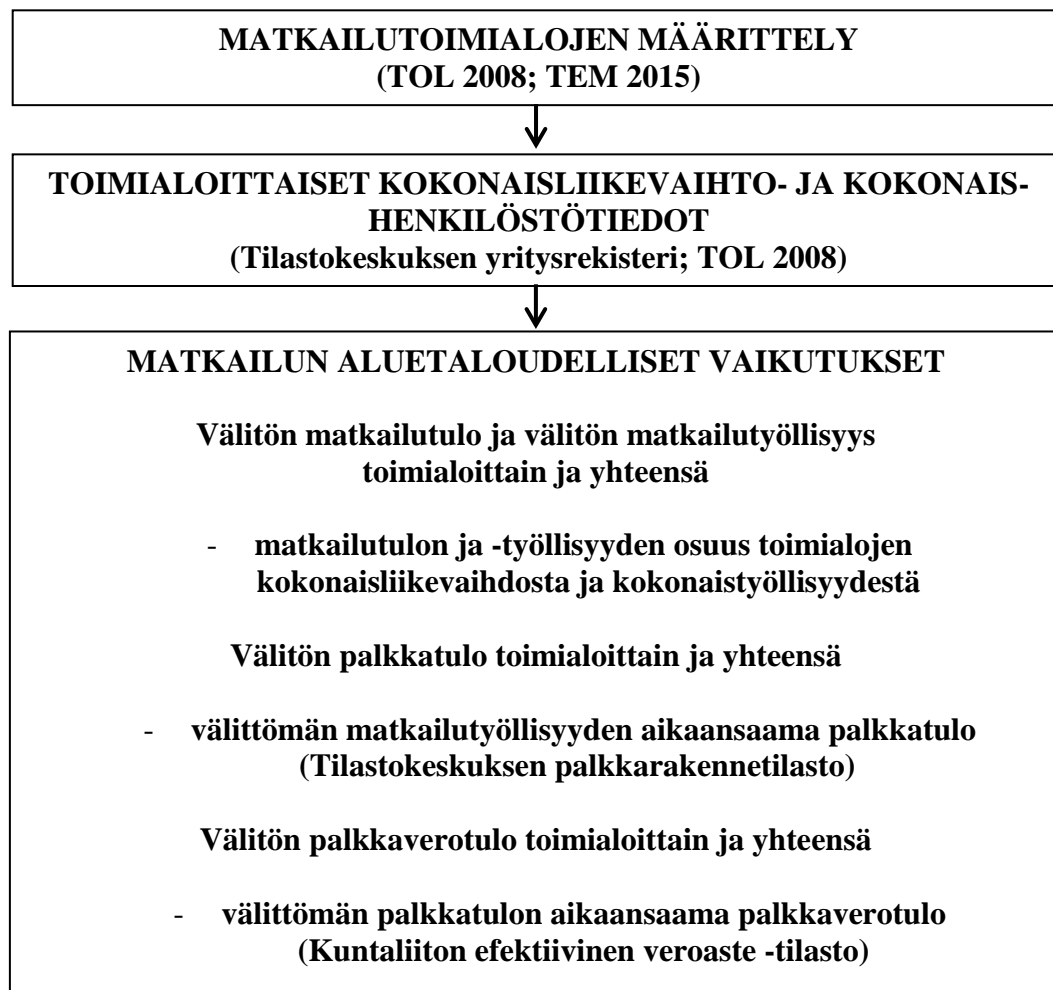 MATKAILUTOIMIALOJEN MÄÄRITTELY
(TOL 2008; TEM 2015)
TOIMIALOITTAISET KOKONAISLIIKEVAIHTO- JA KOKONAIS-
HENKILÖSTÖTIEDOT
(Tilastokeskuksen yritysrekisteri; TOL 2008)
MATKAILUN ALUETALOUDELLISET VAIKUTUKSET
Välitön matkailutulo ja välitön matkailutyöllisyys
toimialoittain ja yhteensä
- matkailutulon ja -työllisyyden osuus toimialojen
kokonaisliikevaihdosta ja kokonaistyöllisyydestä
Välitön palkkatulo toimialoittain ja yhteensä
- välittömän matkailutyöllisyyden aikaansaama palkkatulo
(Tilastokeskuksen palkkarakennetilasto)
Välitön palkkaverotulo toimialoittain ja yhteensä
- välittömän palkkatulon aikaansaama palkkaverotulo
(Kuntaliiton efektiivinen veroaste -tilasto)